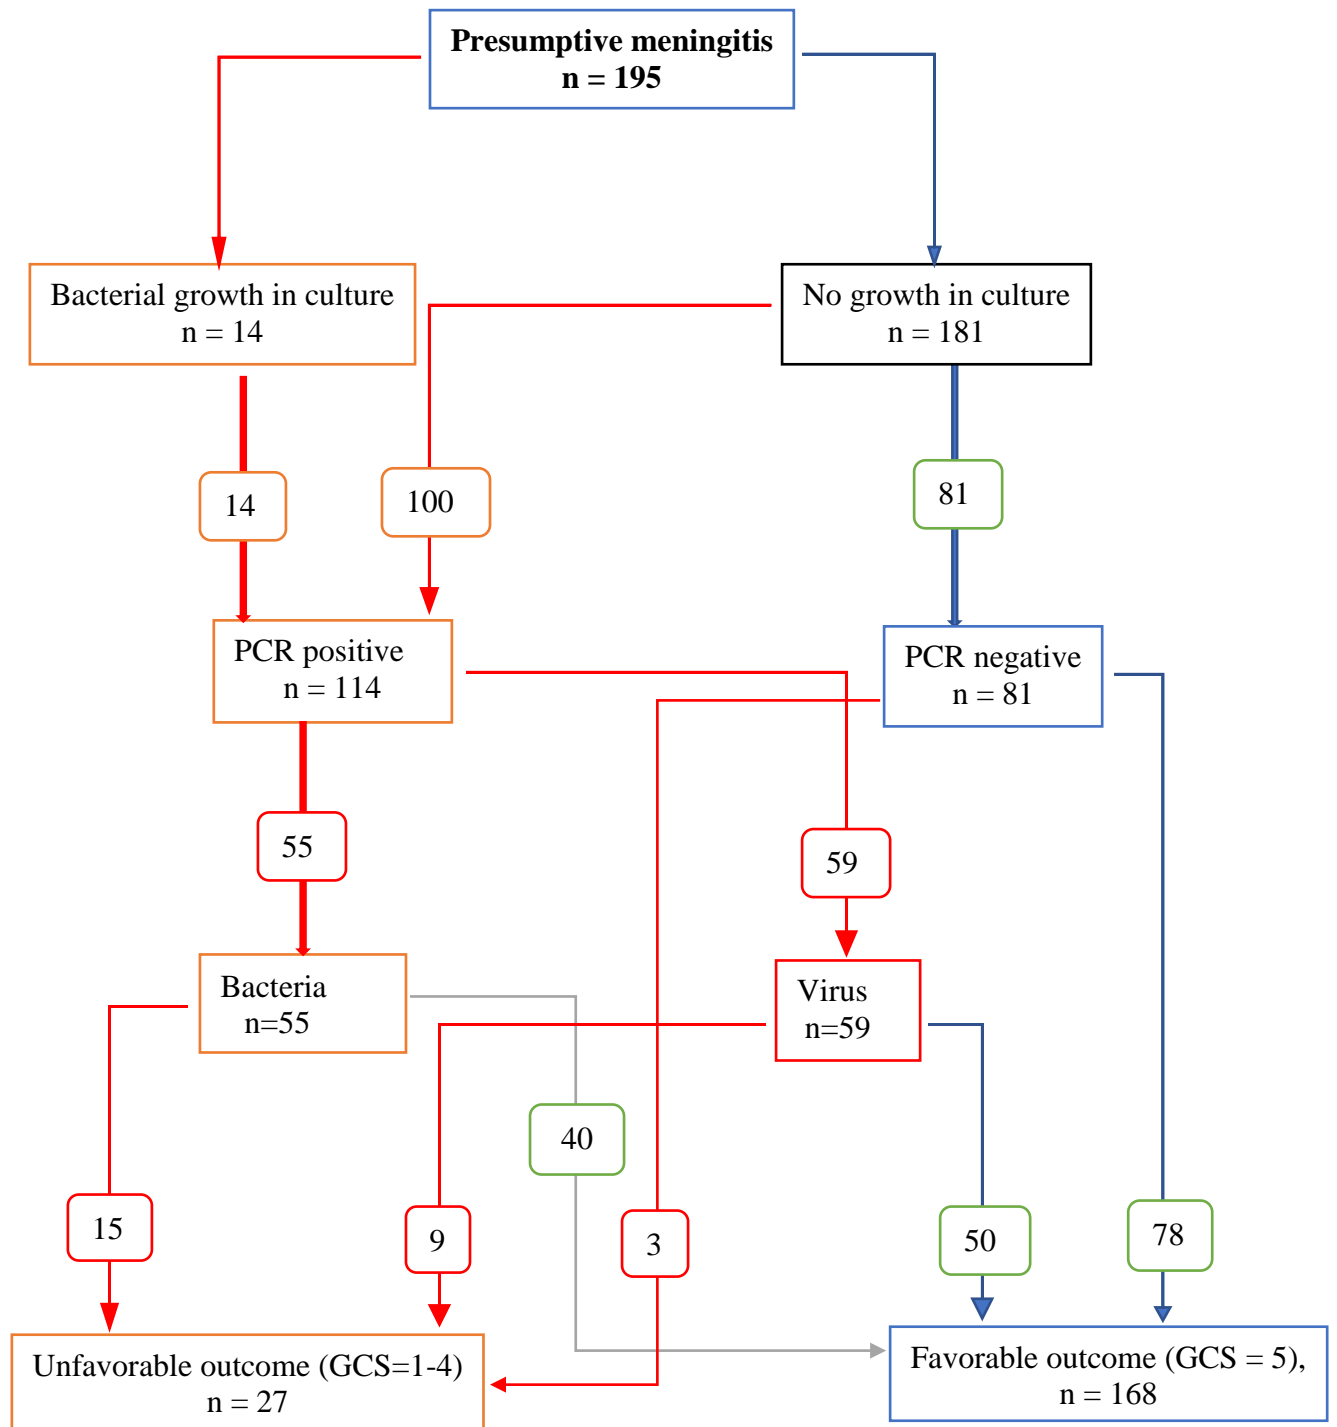 Presumptive meningitis
n = 195
Bacterial growth in culture
n = 14
No growth in culture
n = 181
14
100
81
PCR positive
n = 114
PCR negative
n = 81
55
59
Bacteria
n=55
Virus
n=59
40
15
9
3
50
78
Unfavorable outcome (GCS=1-4)
n = 27
Favorable outcome (GCS = 5),
n = 168